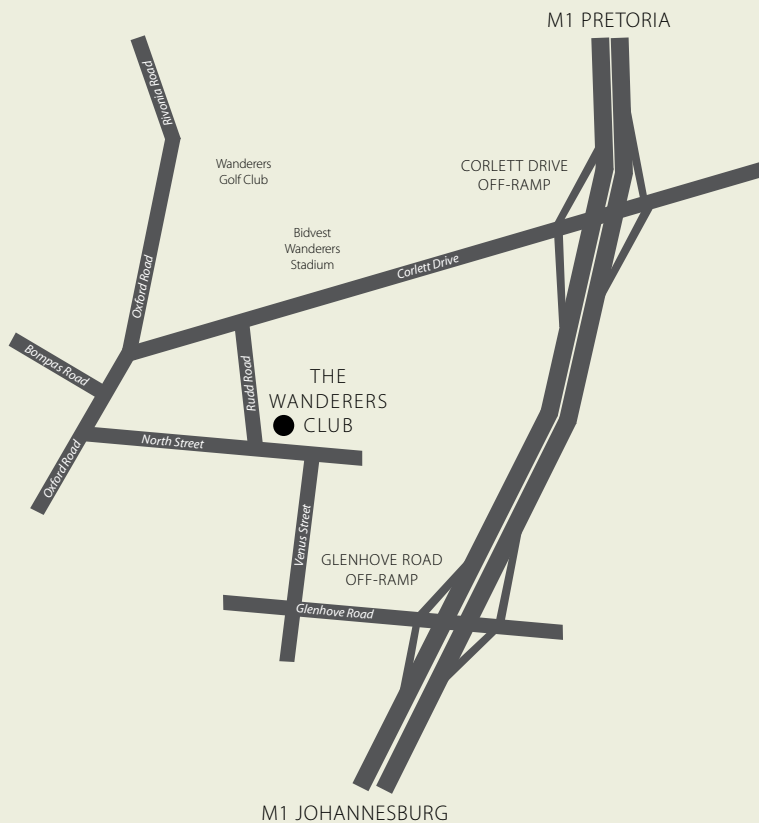 M1 PRETORIA
Rivonia Road
Wanderers
Golf Club
CORLETT DRIVE
OFF-RAMP
Bidvest
Wanderers
Stadium
Corlett Drive
Oxford Road
Bompas Road
Rudd Road
THE
WANDERERS
CLUB
North Street
Oxford Road
Venus Street
GLENHOVE ROAD
OFF-RAMP
Glenhove Road
M1 JOHANNESBURG